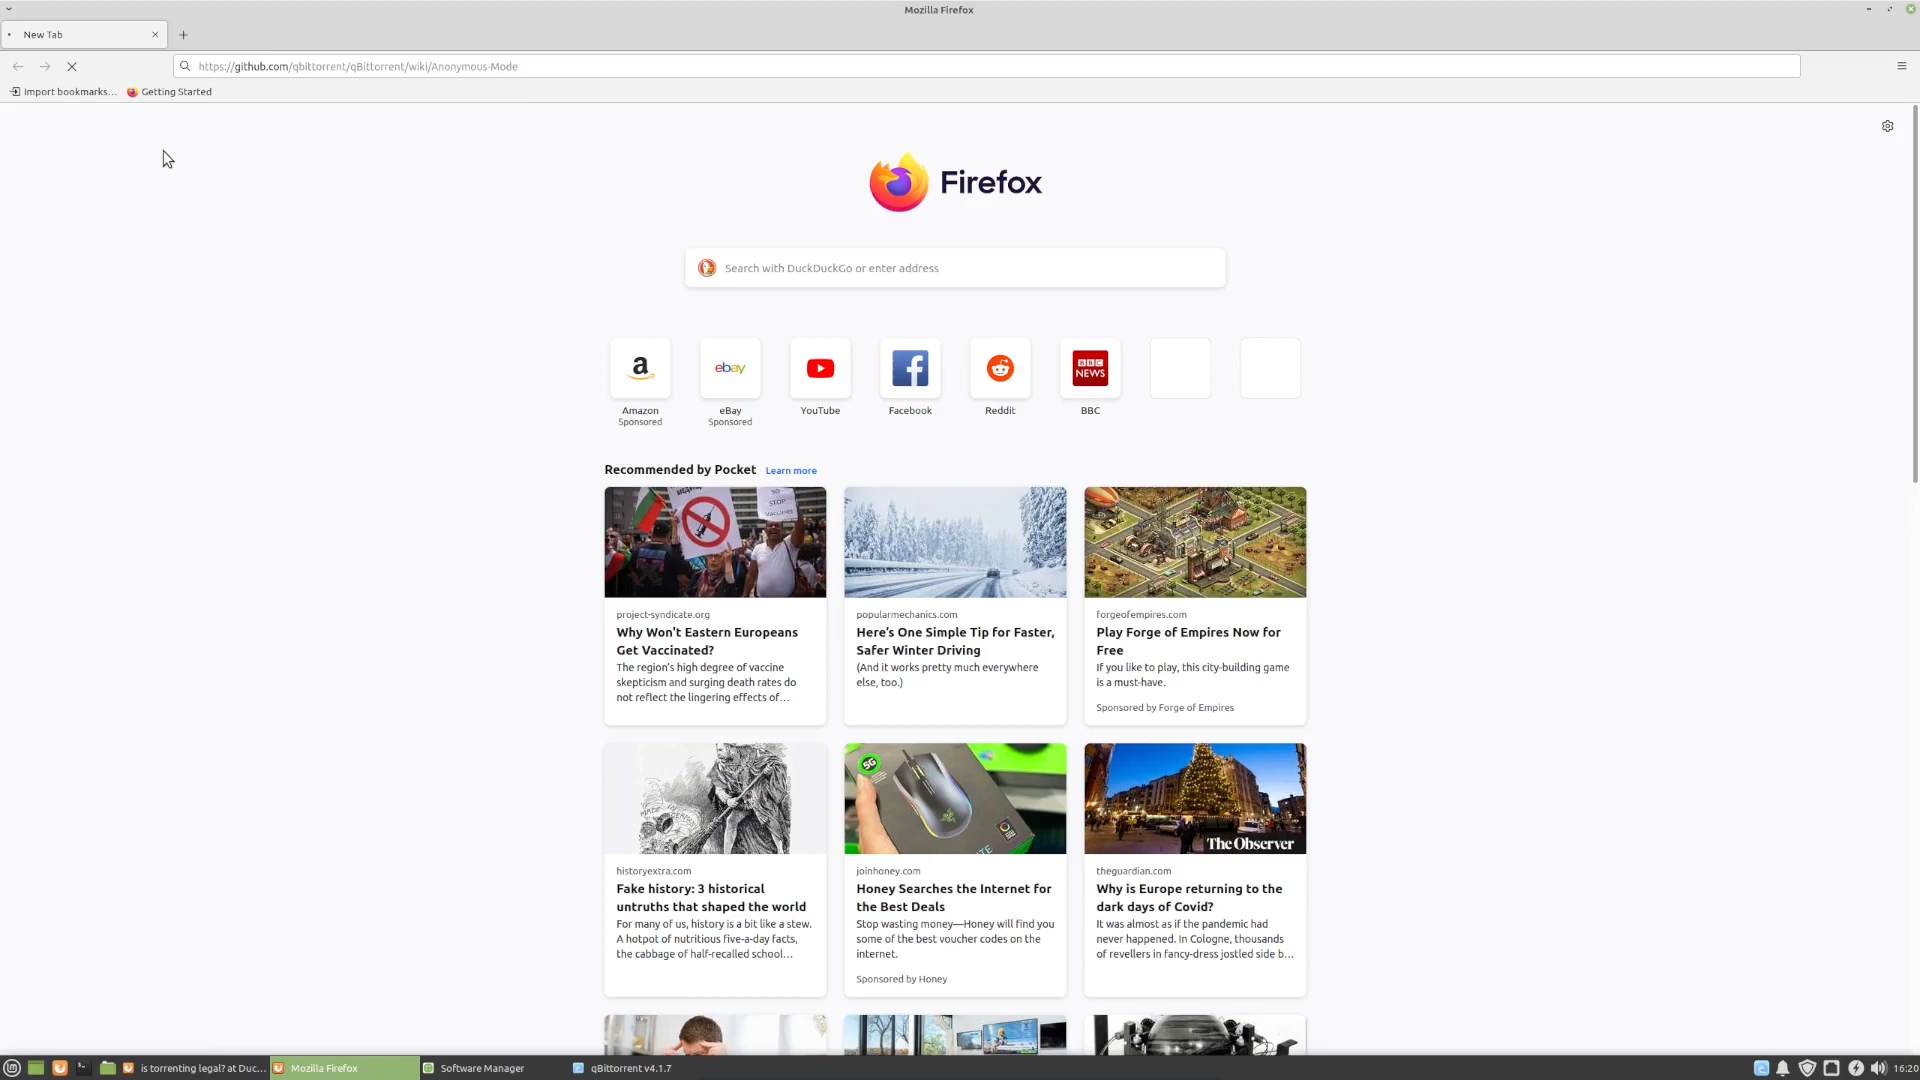 Mozilla Firefox
New Tab
https://github.com/qbittorrent/qBittorrent/wiki/Anonymous-Mode
Import bookmarks…
Getting Started
Firefox
Search with DuckDuckGo or enter address
a
ebay
BBC
NEWS
Amazon
Sponsored
eBay
Sponsored
YouTube
Facebook
Reddit
BBC
Recommended by Pocket
Learn more
STOP
project-syndicate.org
Why Won't Eastern Europeans
Get Vaccinated?
The region's high degree of vaccine
skepticism and surging death rates do
not reflect the lingering effects of…
popularmechanics.com
Here's One Simple Tip for Faster,
Safer Winter Driving
(And it works pretty much everywhere
else, too.)
forgeofempires.com
Play Forge of Empires Now for
Free
If you like to play, this city-building game
is a must-have.
Sponsored by Forge of Empires
5G
The Observer
historyextra.com
Fake history: 3 historical
untruths that shaped the world
For many of us, history is a bit like a stew.
A hotpot of nutritious five-a-day facts,
the cabbage of half-recalled school…
joinhoney.com
Honey Searches the Internet for
the Best Deals
Stop wasting money—Honey will find you
some of the best voucher codes on the
internet.
Sponsored by Honey
theguardian.com
Why is Europe returning to the
dark days of Covid?
It was almost as if the pandemic had
never happened. In Cologne, thousands
of revellers in fancy-dress jostled side b…
is torrenting legal? at Duc…
Mozilla Firefox
Software Manager
qBittorrent v4.1.7
16:20